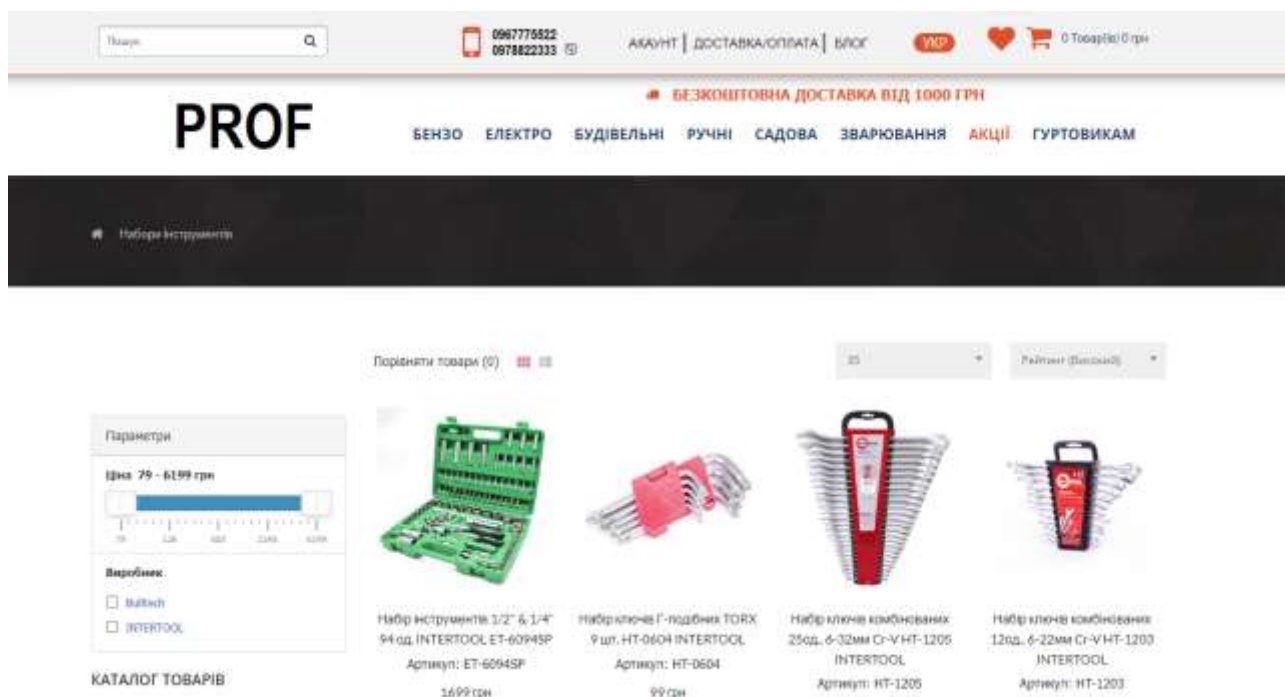 Пошук
0967775522
0978822333
АКАУНТ | ДОСТАВКА/ОПЛАТА | БЛОГ
УКР
0 Товар(ів) 0 грн
БЕЗКОШТОВНА ДОСТАВКА ВІД 1000 ГРН
PROF
БЕНЗО ЕЛЕКТРО БУДІВЕЛЬНІ РУЧНІ САДОВА ЗВАРЮВАННЯ АКЦІЇ ГУРТОВИКАМ
Набори інструментів
Порівняти товари (0)
Рейтинг (Високий)
Параметри
Ціна 79 - 6199 грн
Виробник
Bulltech
INTERTOOL
КАТАЛОГ ТОВАРІВ
Набір інструментів 1/2" & 1/4"
94 од. INTERTOOL ET-6094SP
Артикул: ET-6094SP
1699 грн
Набір ключів Г-подібних TORX
9 шт. HT-0604 INTERTOOL
Артикул: HT-0604
99 грн
Набір ключів комбінованих
25од., 6-32мм Cr-V HT-1205
INTERTOOL
Артикул: HT-1205
Набір ключів комбінованих
12од., 6-22мм Cr-V HT-1203
INTERTOOL
Артикул: HT-1203